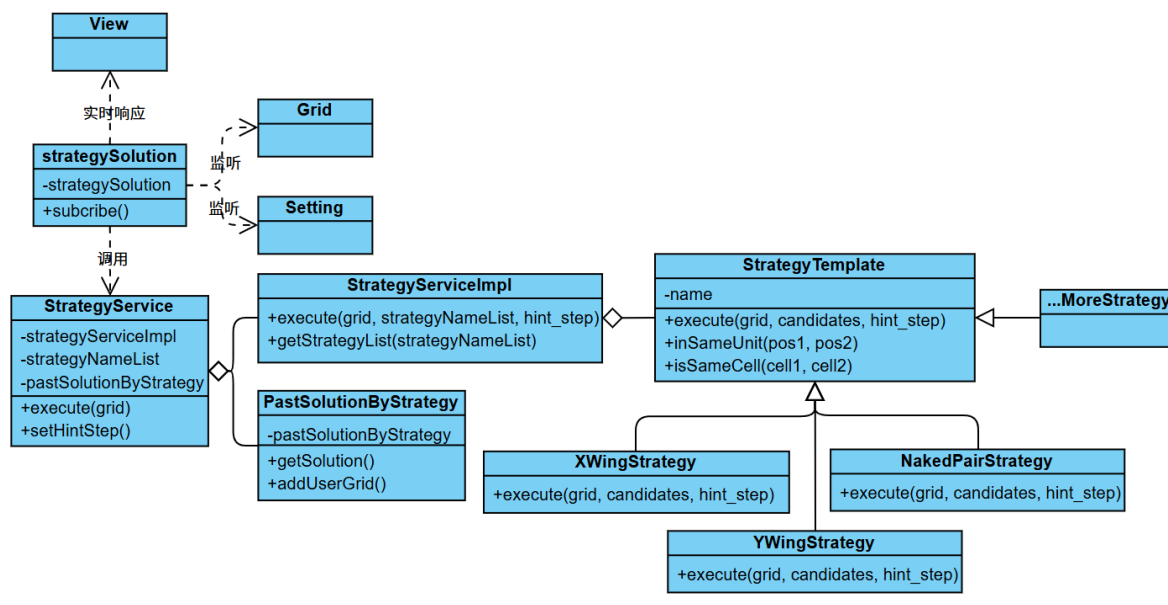 View
实时响应
Grid
strategySolution
-strategySolution
+subcribe()
监听
监听
Setting
调用
StrategyService
-strategyServiceImpl
-strategyNameList
-pastSolutionByStrategy
+execute(grid)
+setHintStep()
StrategyServiceImpl
+execute(grid, strategyNameList, hint_step)
+getStrategyList(strategyNameList)
PastSolutionByStrategy
-pastSolutionByStrategy
+getSolution()
+addUserGrid()
StrategyTemplate
-name
+execute(grid, candidates, hint_step)
+inSameUnit(pos1, pos2)
+isSameCell(cell1, cell2)
...MoreStrategy
XWingStrategy
+execute(grid, candidates, hint_step)
NakedPairStrategy
+execute(grid, candidates, hint_step)
YWingStrategy
+execute(grid, candidates, hint_step)